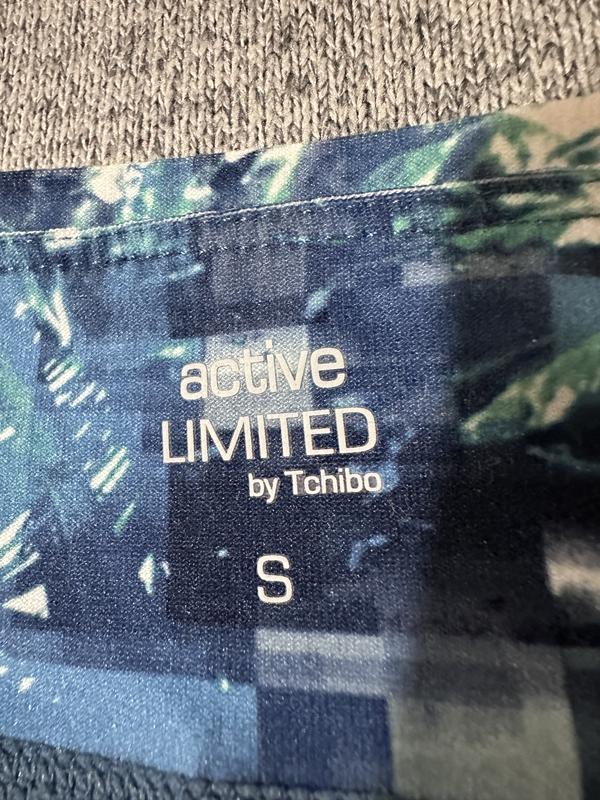 active
LIMITED
by Tchibo
S